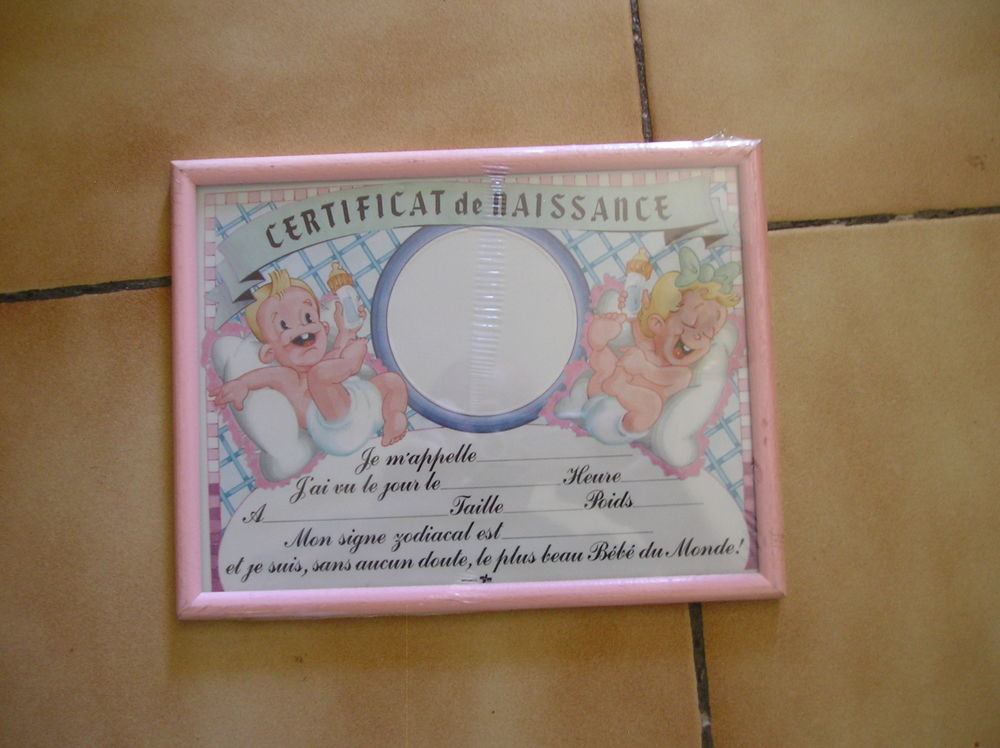 CERTIFICAT de NAISSANCE
Je m'appelle
J'ai vu le jour le Heure
A Taille Poids
Mon signe zodiacal est
et je suis, sans aucun doute, le plus beau Bébé du Monde!